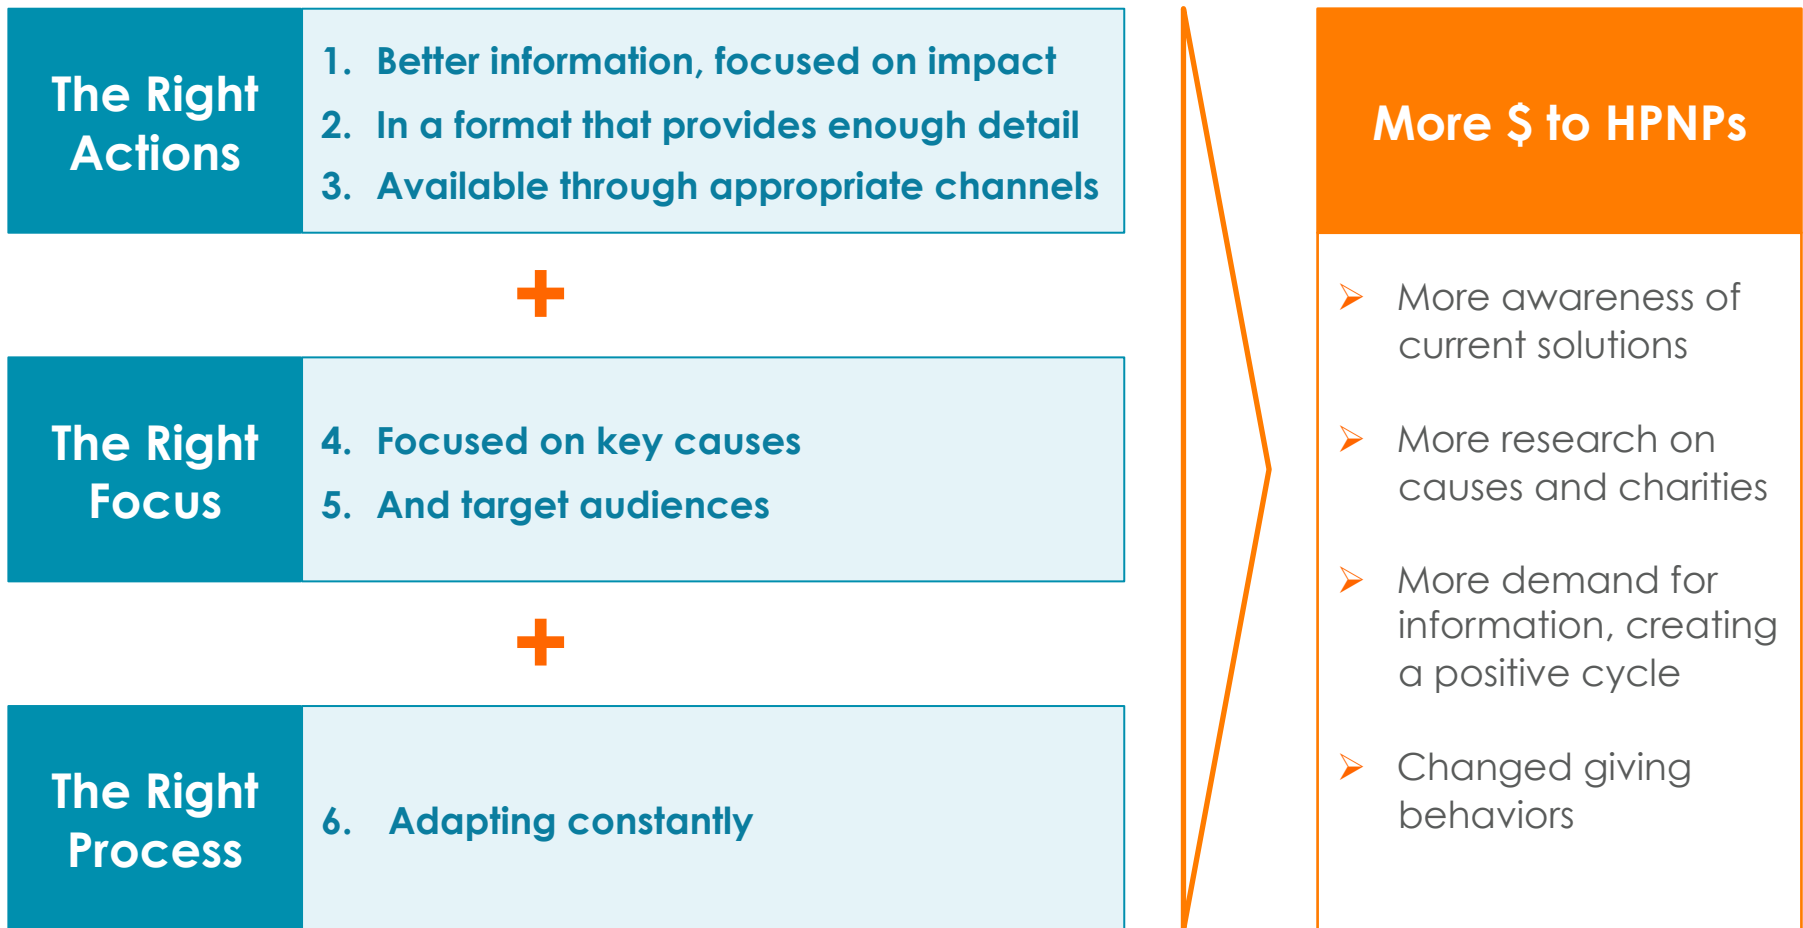 The Right
Actions
1. Better information, focused on impact
2. In a format that provides enough detail
3. Available through appropriate channels
+
The Right
Focus
4. Focused on key causes
5. And target audiences
+
The Right
Process
6. Adapting constantly
More $ to HPNPs
More awareness of
current solutions
More research on
causes and charities
More demand for
information, creating
a positive cycle
Changed giving
behaviors